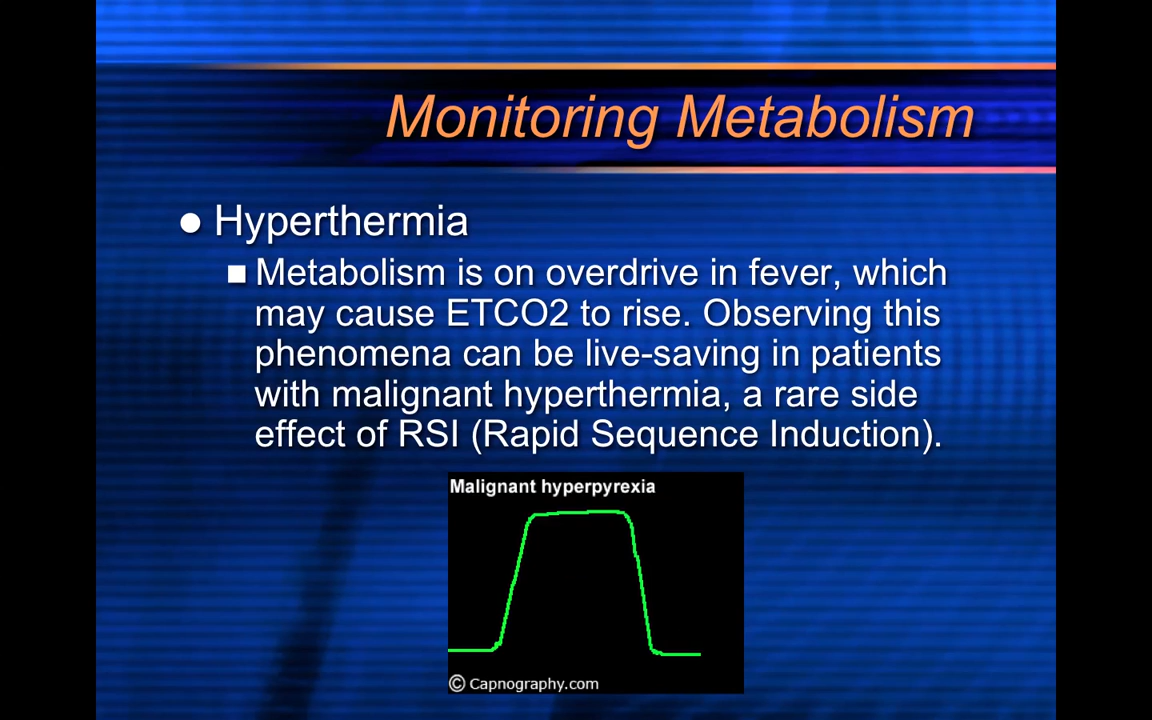 Monitoring Metabolism
Hyperthermia
Metabolism is on overdrive in fever, which
may cause ETCO2 to rise. Observing this
phenomena can be live-saving in patients
with malignant hyperthermia, a rare side
effect of RSI (Rapid Sequence Induction).
Malignant hyperpyrexia
© Capnography.com